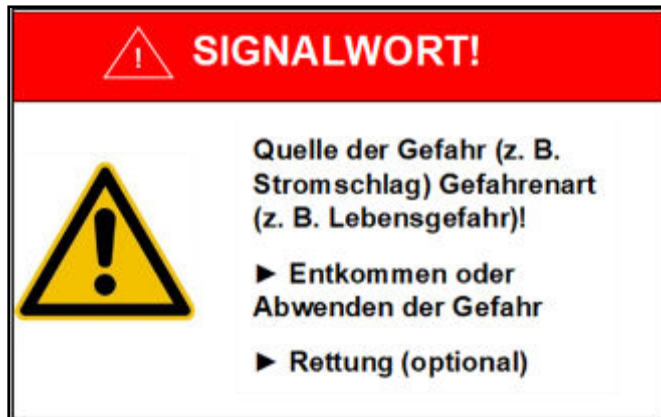 SIGNALWORT!
Quelle der Gefahr (z. B.
Stromschlag) Gefahrenart
(z. B. Lebensgefahr)!
► Entkommen oder
Abwenden der Gefahr
► Rettung (optional)